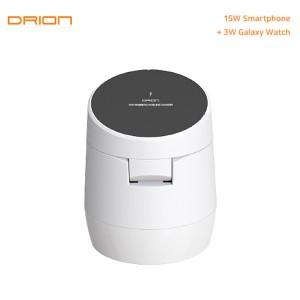 DRION
15W Smartphone
+ 3W Galaxy Watch
DRION